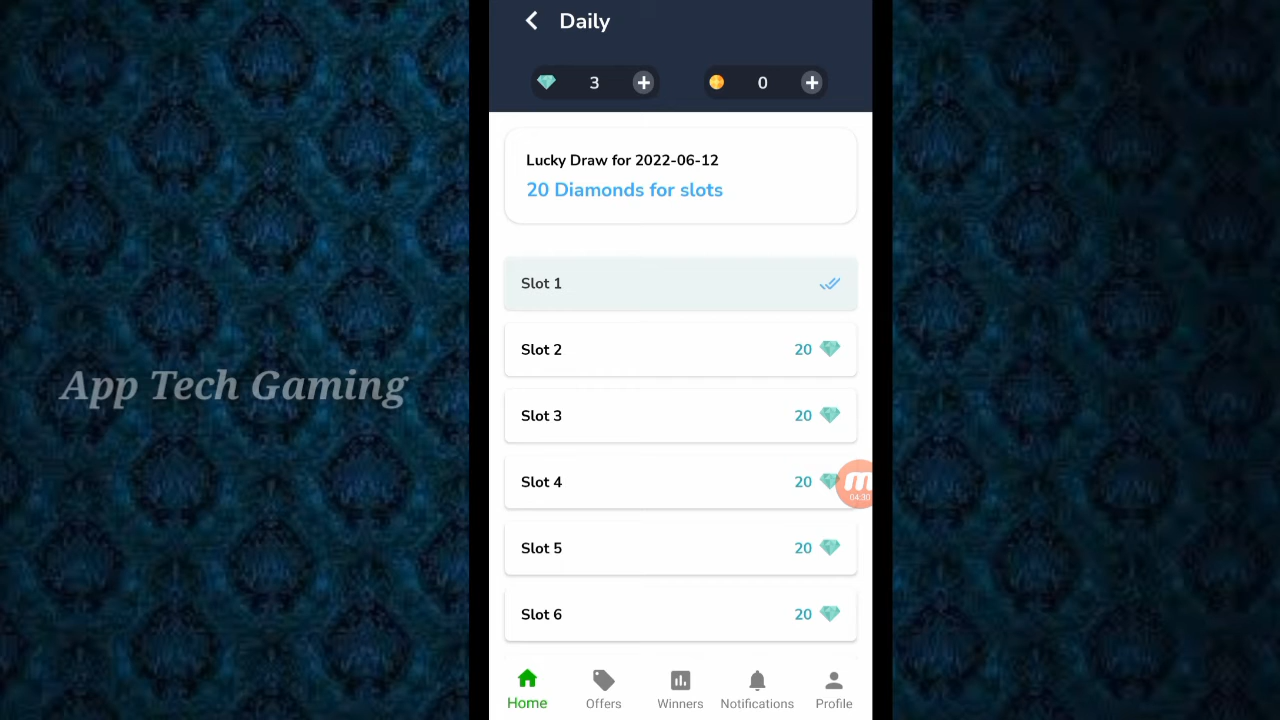 Daily
3
0
Lucky Draw for 2022-06-12
20 Diamonds for slots
Slot 1
Slot 2 20
Slot 3 20
Slot 4 20
Slot 5 20
Slot 6 20
04:30
Home Offers Winners Notifications Profile
App Tech Gaming